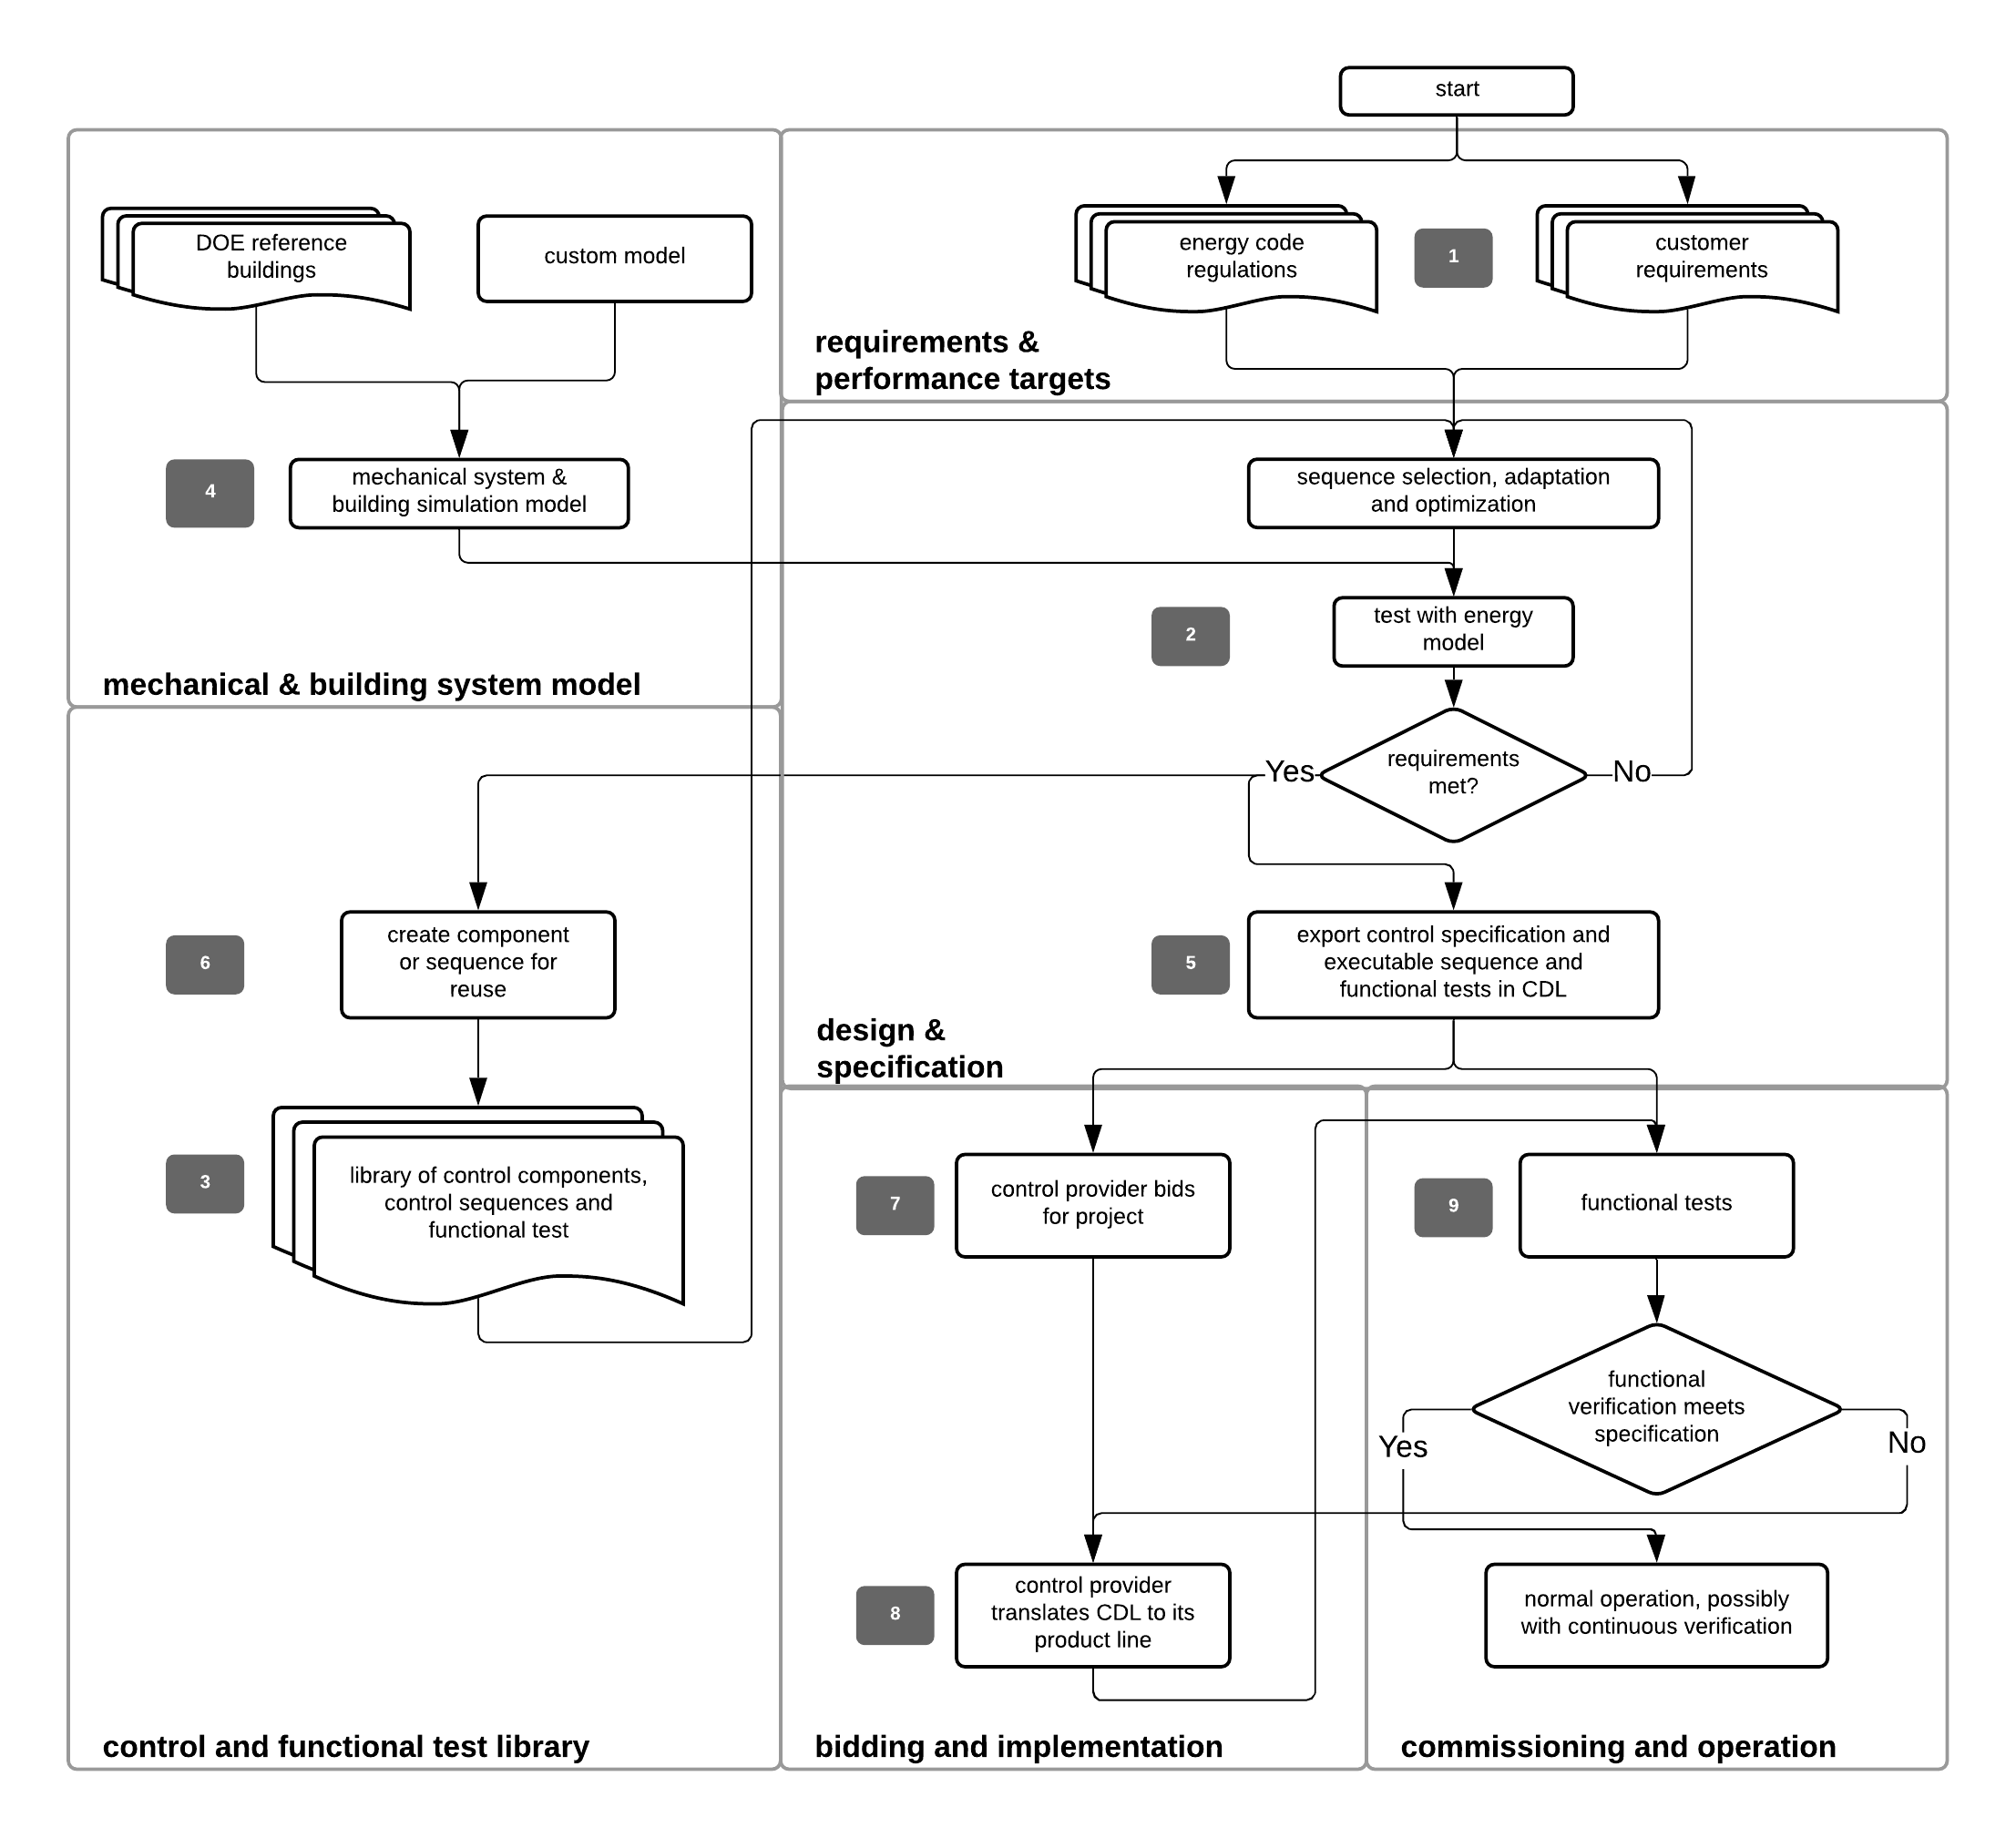 start
DOE reference
buildings
custom model
energy code
regulations
1
customer
requirements
requirements &
performance targets
4
mechanical system &
building simulation model
sequence selection, adaptation
and optimization
2
test with energy
model
mechanical & building system model
requirements
met?
Yes
No
6
create component
or sequence for
reuse
5
export control specification and
executable sequence and
functional tests in CDL
design &
specification
3
library of control components,
control sequences and
functional test
7
control provider bids
for project
9
functional tests
functional
verification meets
specification
Yes
No
8
control provider
translates CDL to its
product line
normal operation, possibly
with continuous verification
control and functional test library
bidding and implementation
commissioning and operation